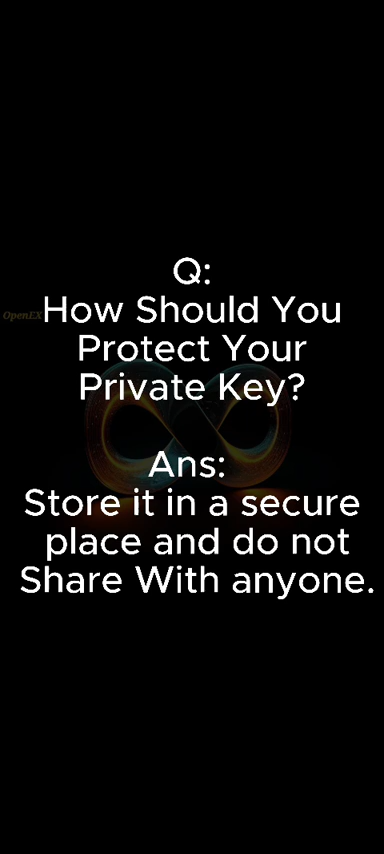 Q:
OpenEX
How Should You
Protect Your
Private Key?
Ans:
Store it in a secure
place and do not
Share With anyone.